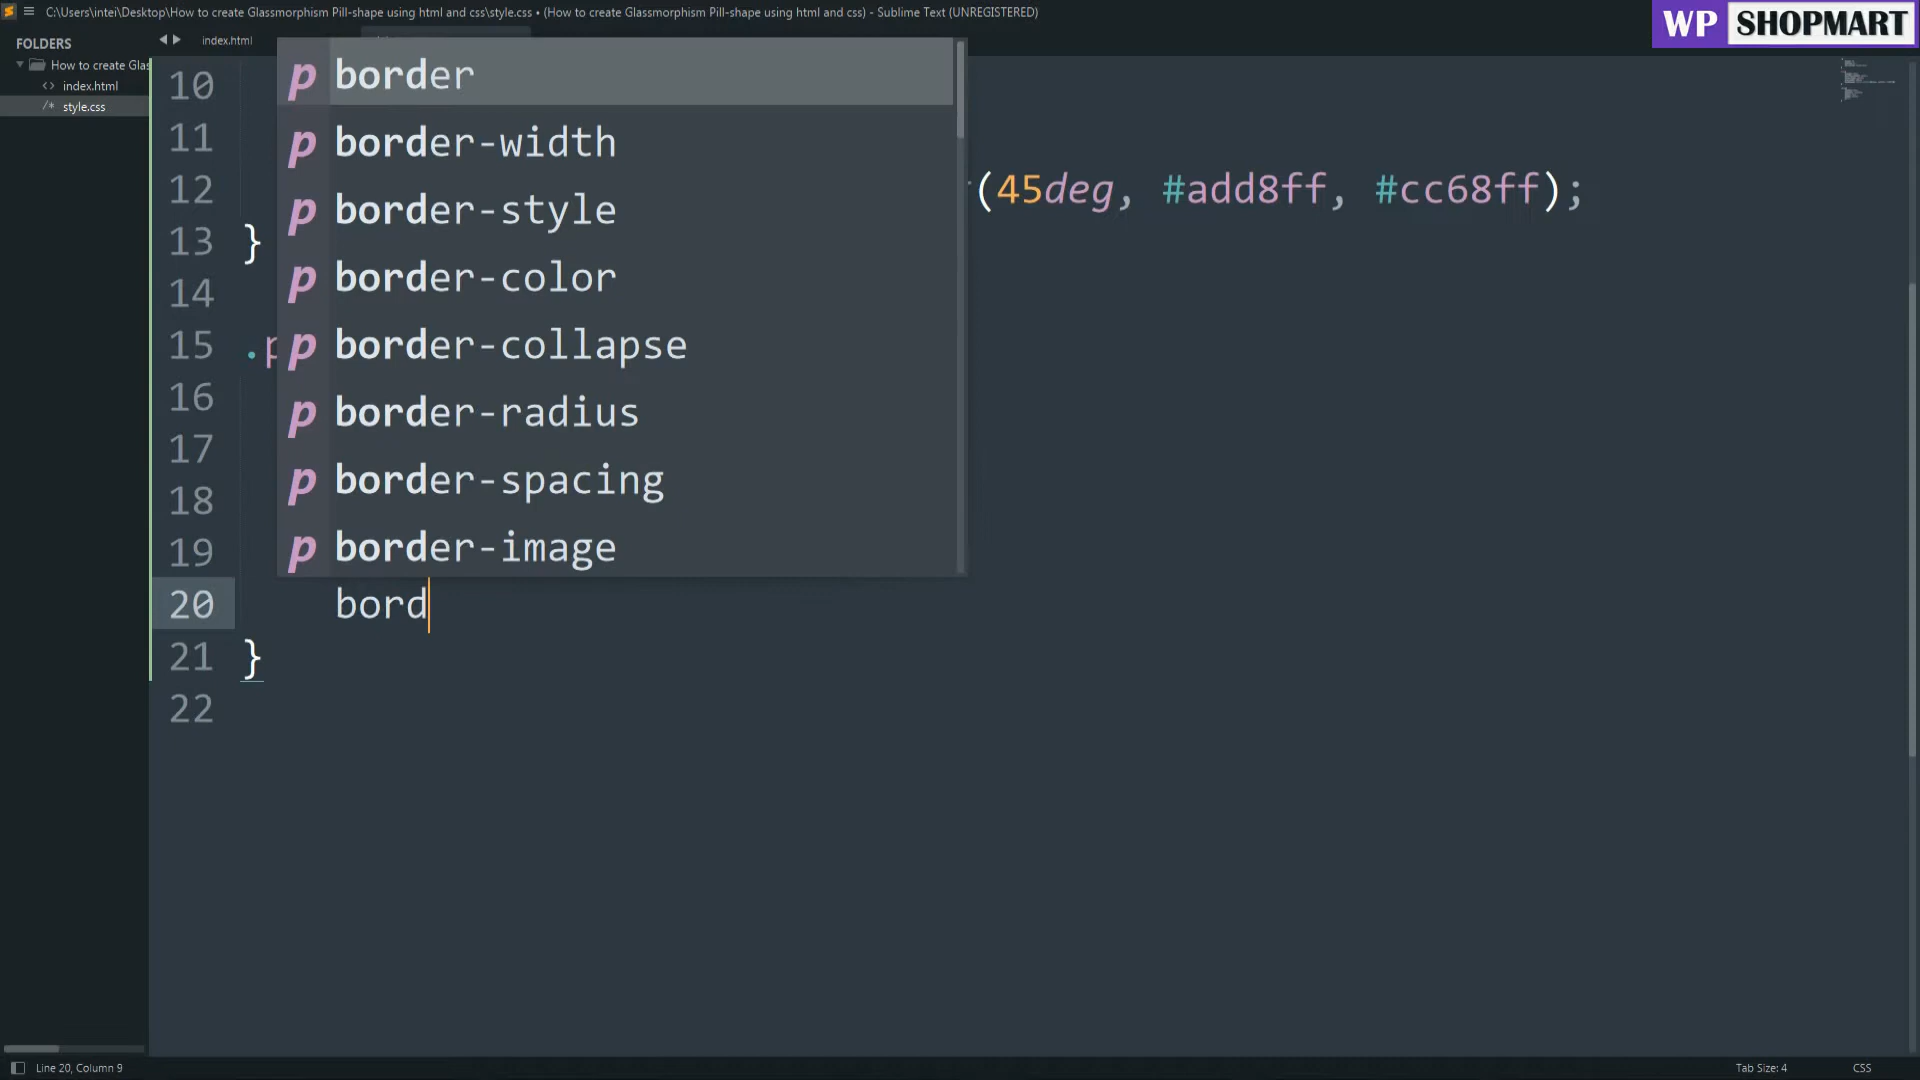 C:\Users\intei\Desktop\How to create Glassmorphism Pill-shape using html and css\style.css • (How to create Glassmorphism Pill-shape using html and css) - Sublime Text (UNREGISTERED)
WP SHOPMART
FOLDERS
How to create Glas
index.html
style.css
index.html
10
11
12 (45deg, #add8ff, #cc68ff);
13 }
14
15 .p
16
17
18
19
20 bord
21 }
22
p border
p border-width
p border-style
p border-color
p border-collapse
p border-radius
p border-spacing
p border-image
Line 20, Column 9
Tab Size: 4
CSS